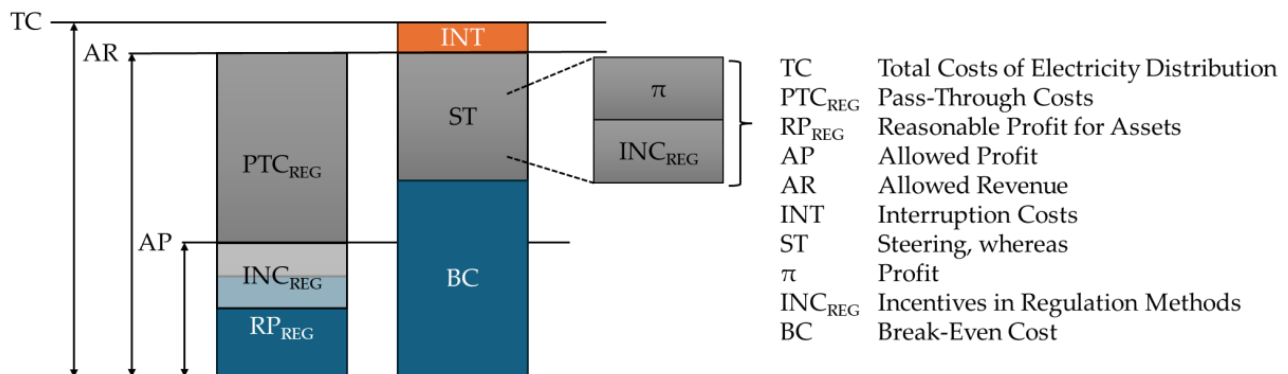 TC
INT
AR
π
ST
INC_REG
PTC_REG
AP
INC_REG
BC
RP_REG
TC Total Costs of Electricity Distribution
PTC_REG Pass-Through Costs
RP_REG Reasonable Profit for Assets
AP Allowed Profit
AR Allowed Revenue
INT Interruption Costs
ST Steering, whereas
π Profit
INC_REG Incentives in Regulation Methods
BC Break-Even Cost